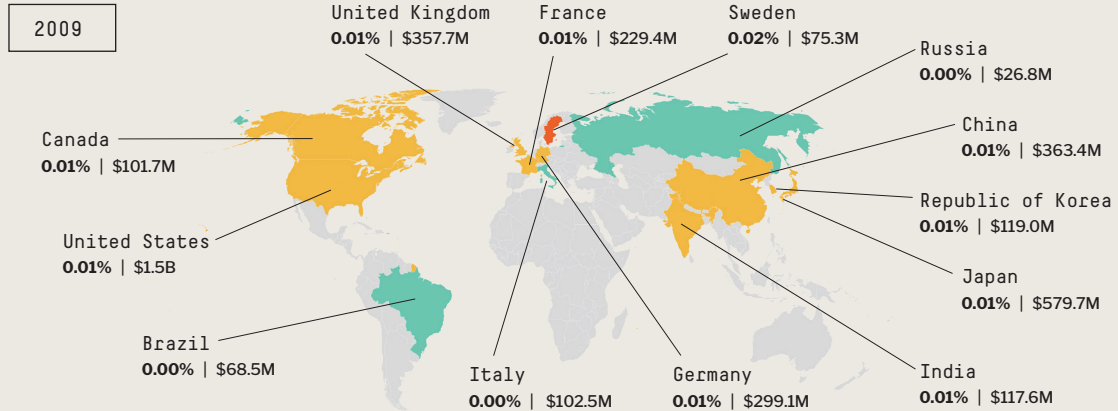 2009
United Kingdom
0.01% | $357.7M
France
0.01% | $229.4M
Sweden
0.02% | $75.3M
Russia
0.00% | $26.8M
Canada
0.01% | $101.7M
China
0.01% | $363.4M
Republic of Korea
0.01% | $119.0M
United States
0.01% | $1.5B
Japan
0.01% | $579.7M
Brazil
0.00% | $68.5M
Italy
0.00% | $102.5M
Germany
0.01% | $299.1M
India
0.01% | $117.6M